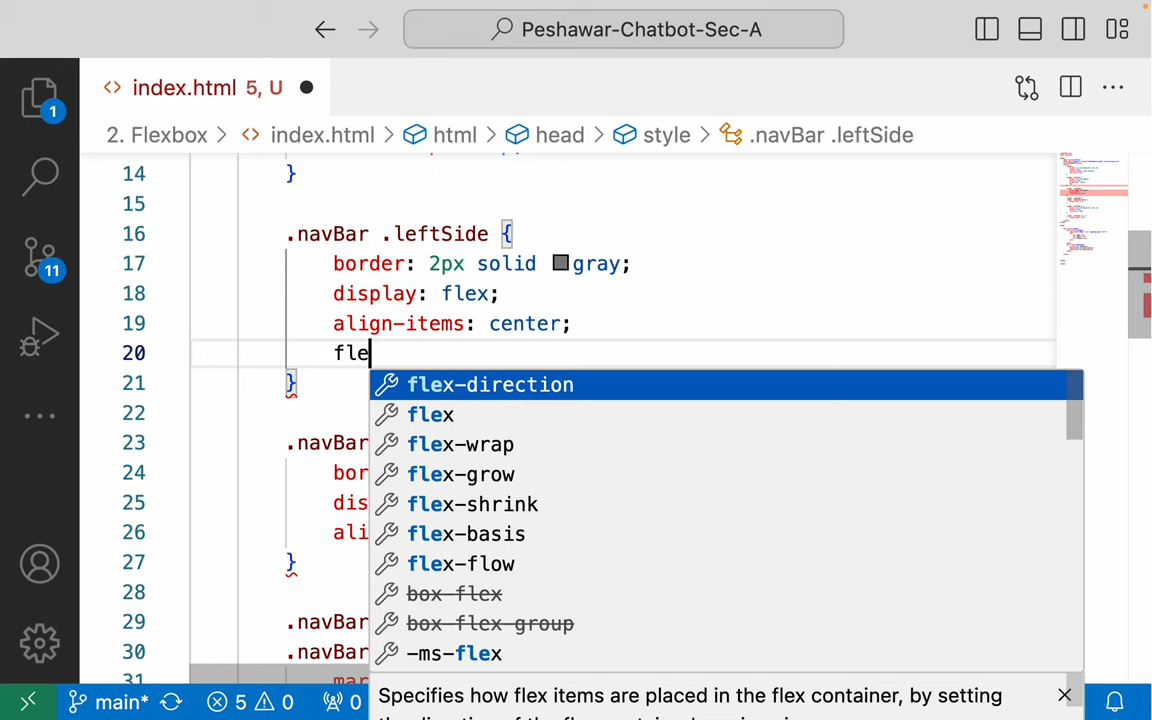 Peshawar-Chatbot-Sec-A
index.html 5, U
1
2. Flexbox > index.html > html > head > style > .navBar .leftSide
14 }
15
16 .navBar .leftSide {
17 border: 2px solid gray;
18 display: flex;
19 align-items: center;
20 fle
21 }
22
23 .navBar
24 bor
25 dis
26 ali
27 }
28
29 .navBar
30 .navBar
31 mar
11
flex-direction
flex
flex-wrap
flex-grow
flex-shrink
flex-basis
flex-flow
box-flex
box-flex-group
-ms-flex
Specifies how flex items are placed in the flex container, by setting
main* 5 0 0